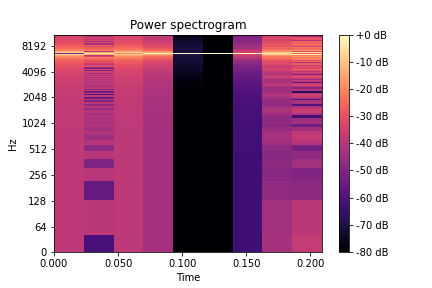 Power spectrogram
8192
4096
2048
1024
512
256
128
64
0
Hz
0.000 0.050 0.100 0.150 0.200
Time
+0 dB
-10 dB
-20 dB
-30 dB
-40 dB
-50 dB
-60 dB
-70 dB
-80 dB